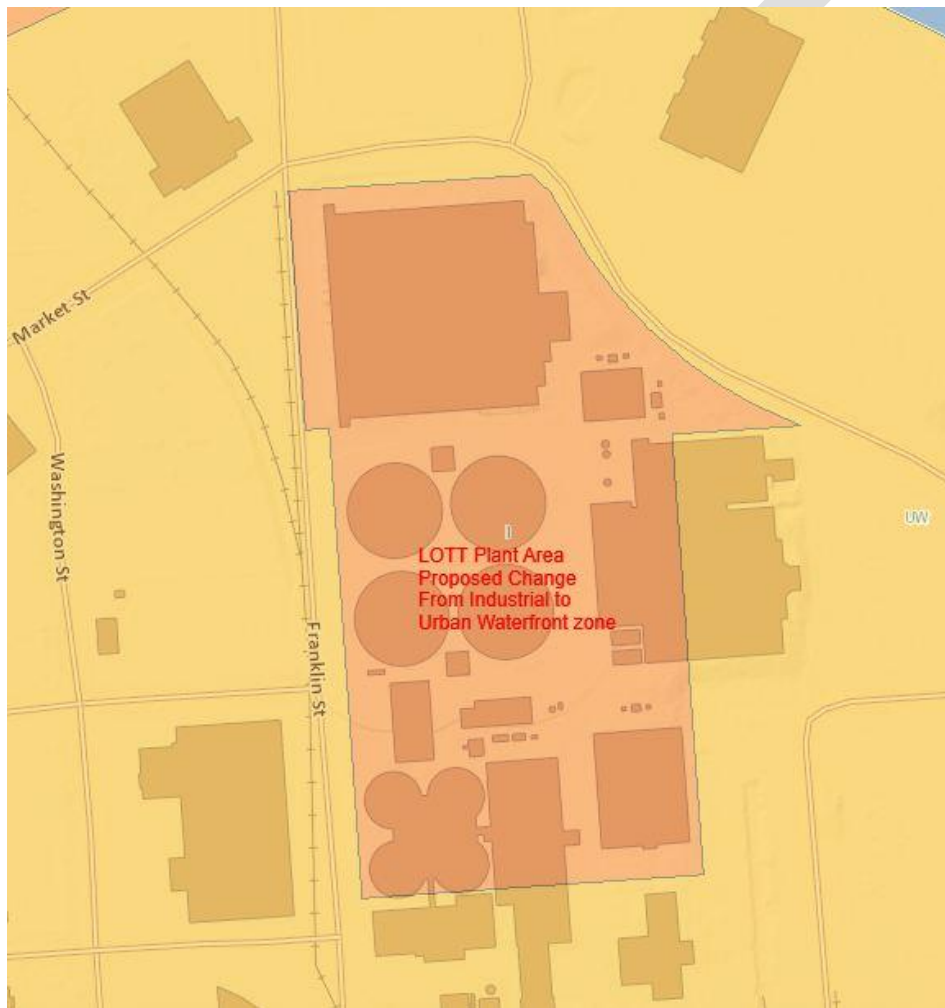 Market St
Washington St
Franklin St
I
LOTT Plant Area
Proposed Change
From Industrial to
Urban Waterfront zone
UW